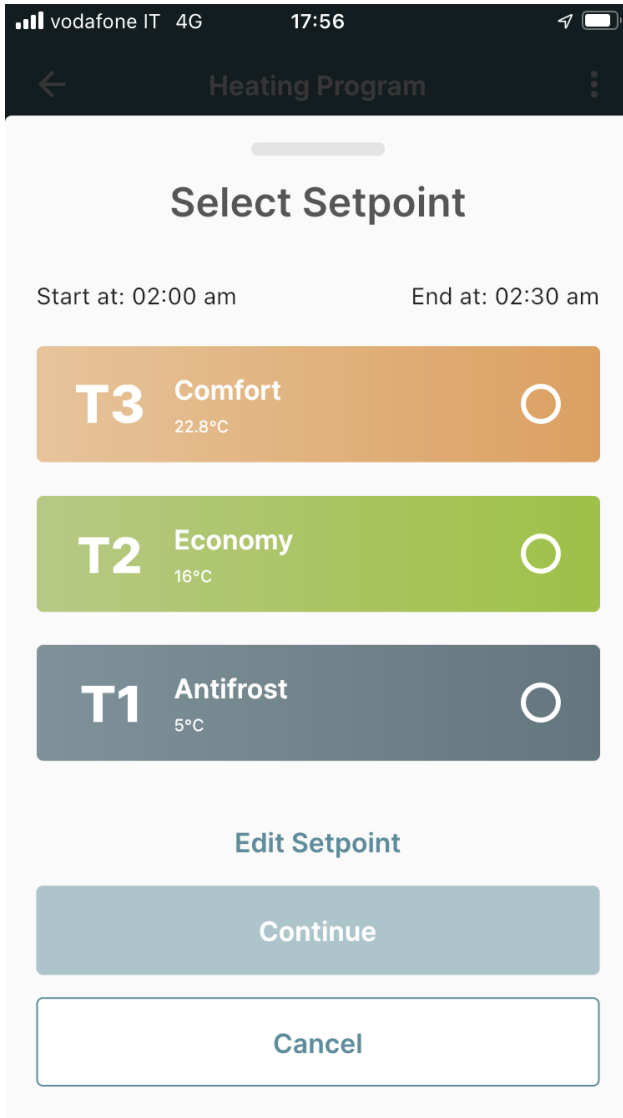 vodafone IT 4G 17:56
Heating Program
Select Setpoint
Start at: 02:00 am End at: 02:30 am
T3 Comfort
22.8°C
T2 Economy
16°C
T1 Antifrost
5°C
Edit Setpoint
Continue
Cancel